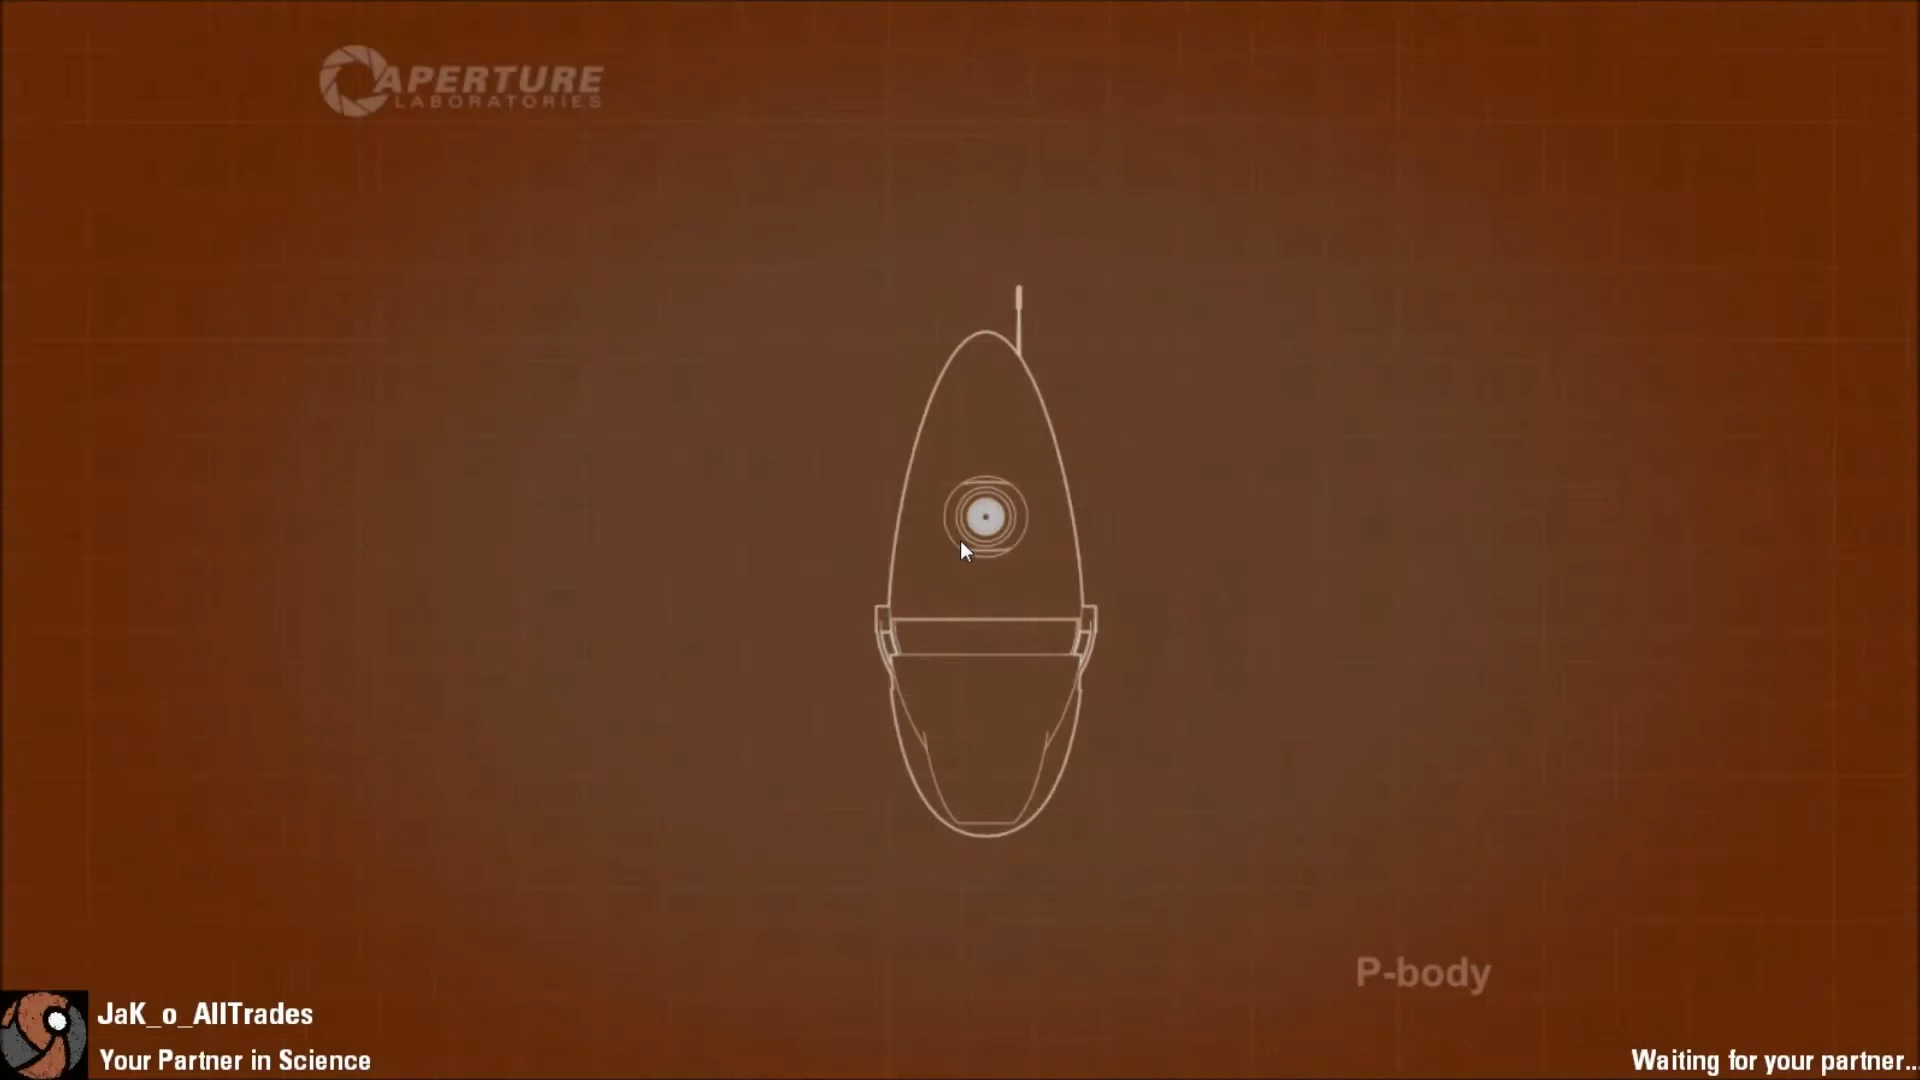 APERTURE
LABORATORIES
P-body
JaK_o_AllTrades
Your Partner in Science
Waiting for your partner...